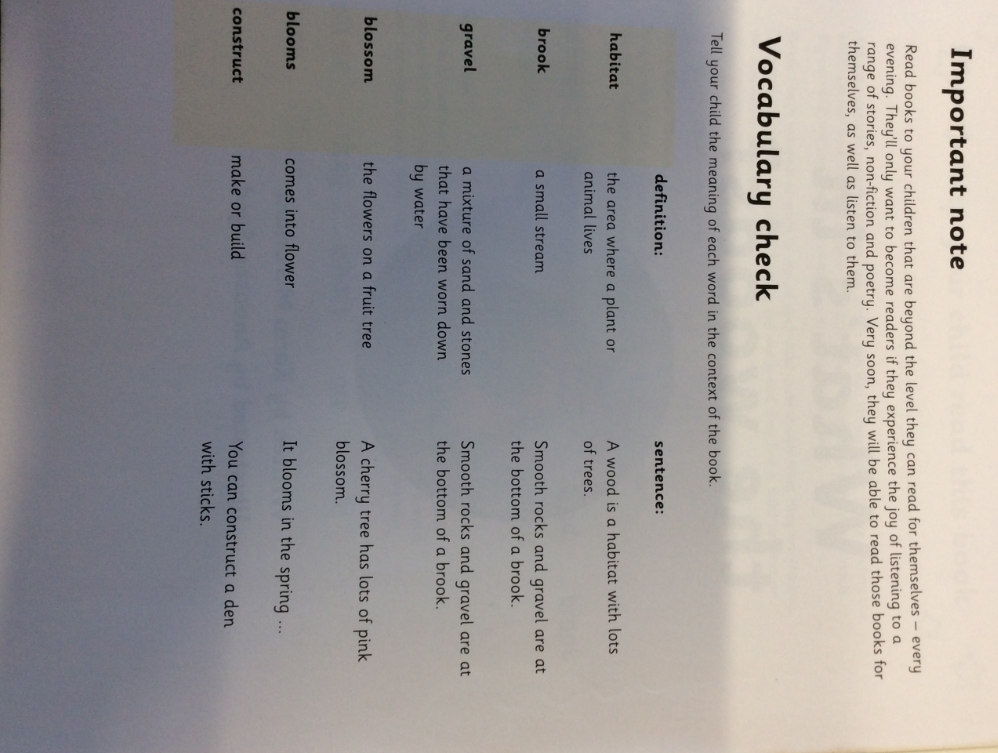 Important note
Read books to your children that are beyond the level they can read for themselves – every
evening. They'll only want to become readers if they experience the joy of listening to a
range of stories, non-fiction and poetry. Very soon, they will be able to read those books for
themselves, as well as listen to them.
Vocabulary check
Tell your child the meaning of each word in the context of the book.
definition: sentence:
habitat the area where a plant or A wood is a habitat with lots
animal lives of trees.
brook a small stream Smooth rocks and gravel are at
the bottom of a brook.
gravel a mixture of sand and stones Smooth rocks and gravel are at
that have been worn down the bottom of a brook.
by water
blossom the flowers on a fruit tree A cherry tree has lots of pink
blossom.
blooms comes into flower It blooms in the spring ...
construct make or build You can construct a den
with sticks.